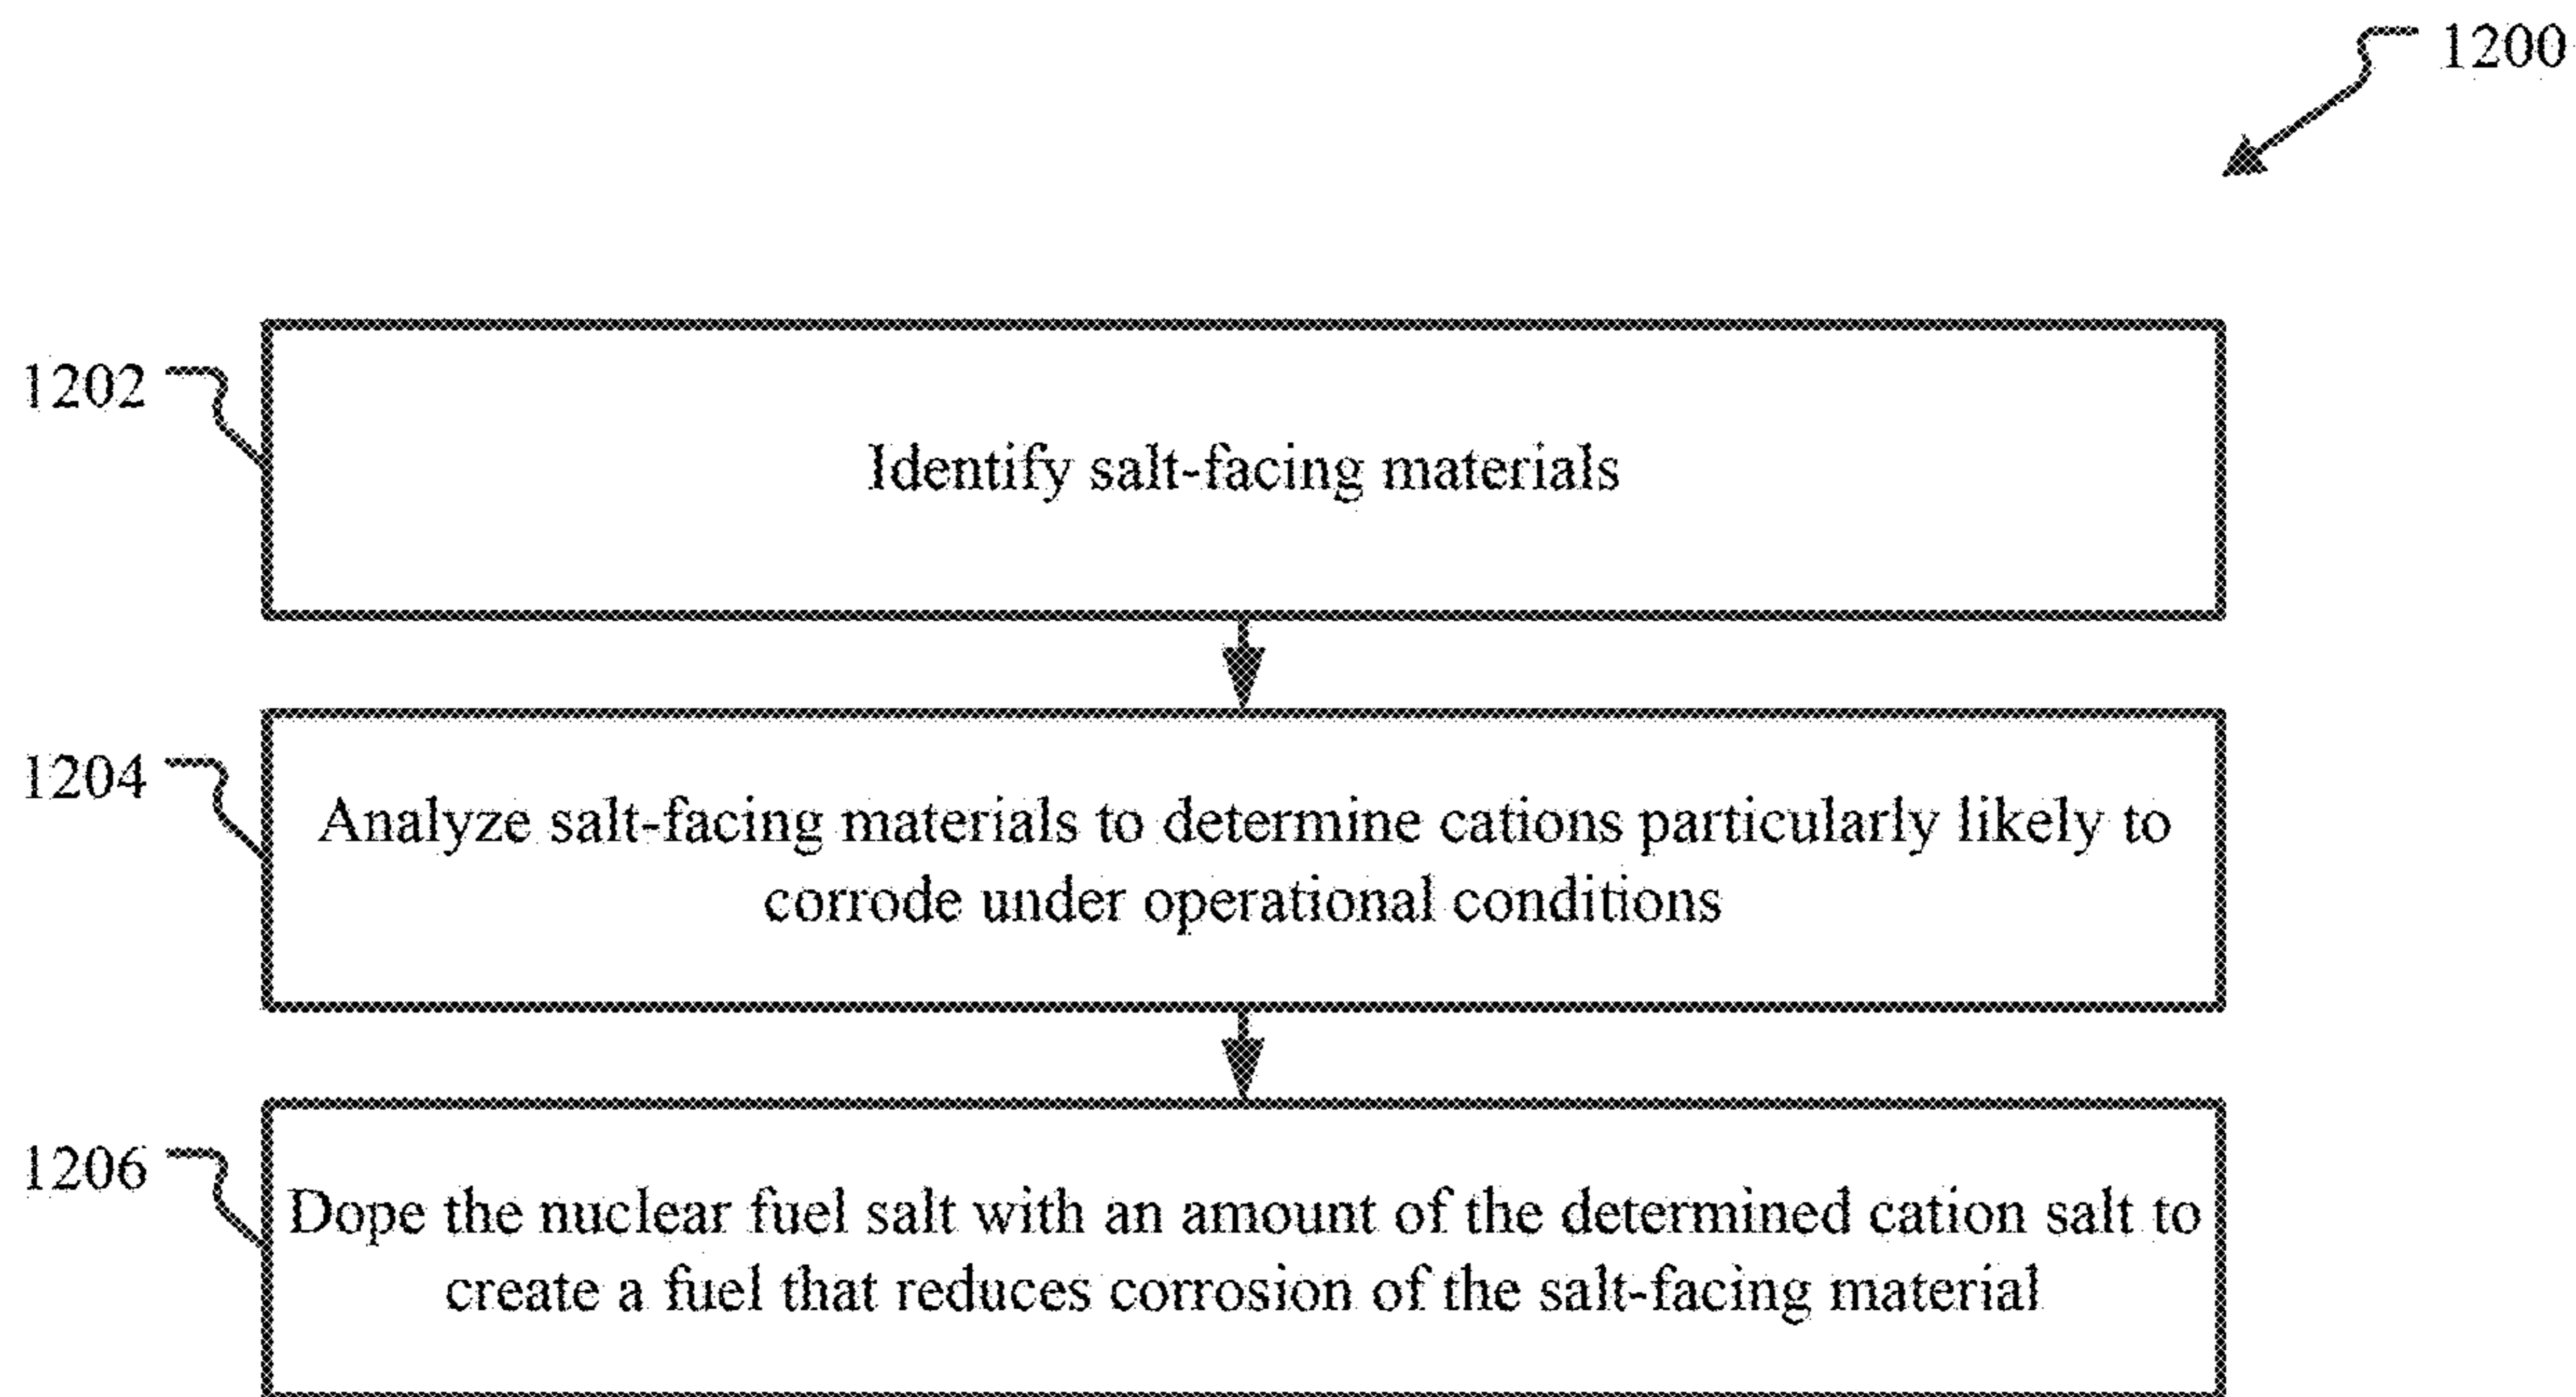 1200
1202
Identify salt-facing materials
1204
Analyze salt-facing materials to determine cations particularly likely to
corrode under operational conditions
1206
Dope the nuclear fuel salt with an amount of the determined cation salt to
create a fuel that reduces corrosion of the salt-facing material